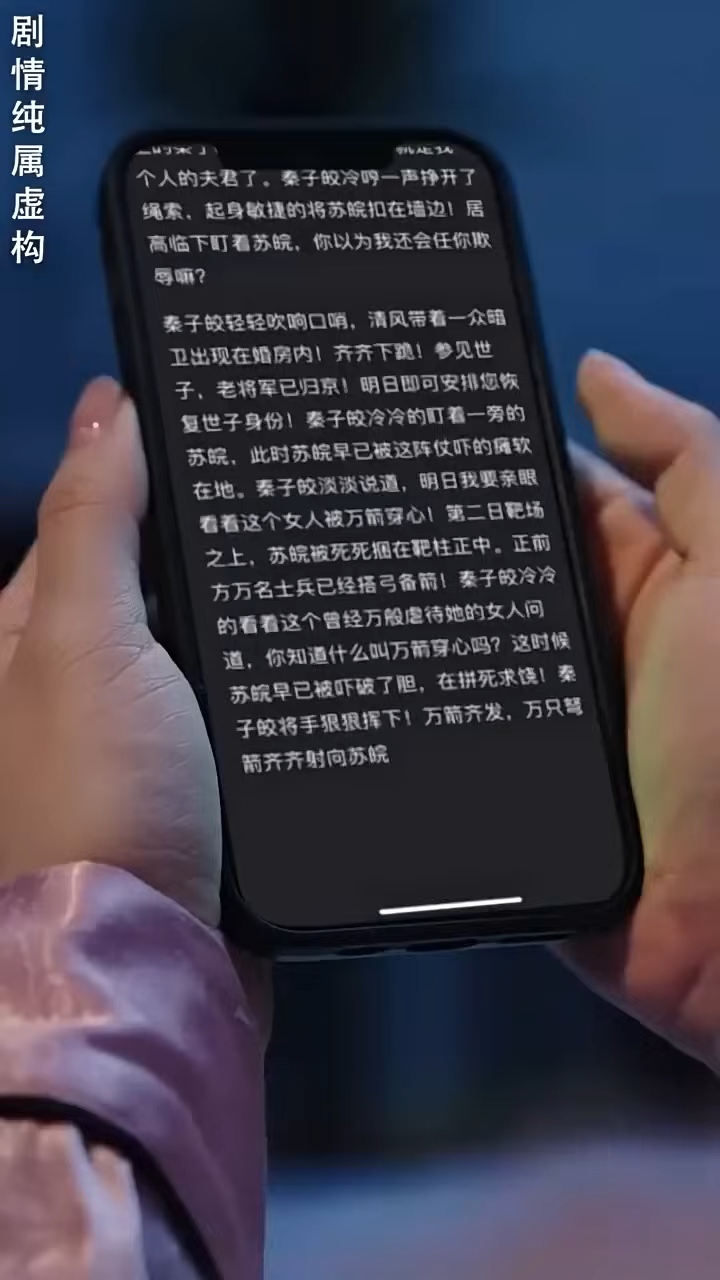 剧情纯属虚构
个人的夫君了。秦子皎冷哼一声挣开了
绳索，起身敏捷的将苏皖扣在墙边！居
高临下盯着苏皖，你以为我还会任你欺
辱嘛？
秦子皎轻轻吹响口哨，清风带着一众暗
卫出现在婚房内！齐齐下跪！参见世
子，老将军已归京！明日即可安排您恢
复世子身份！秦子皎冷冷的盯着一旁的
苏皖，此时苏皖早已被这阵仗吓的瘫软
在地。秦子皎淡淡说道，明日我要亲眼
看着这个女人被万箭穿心！第二日靶场
之上，苏皖被死死捆在靶柱正中。正前
方万名士兵已经搭弓备箭！秦子皎冷冷
的看着这个曾经万般虐待她的女人问
道，你知道什么叫万箭穿心吗？这时候
苏皖早已被吓破了胆，在拼死求饶！秦
子皎将手狠狠挥下！万箭齐发，万只弩
箭齐齐射向苏皖